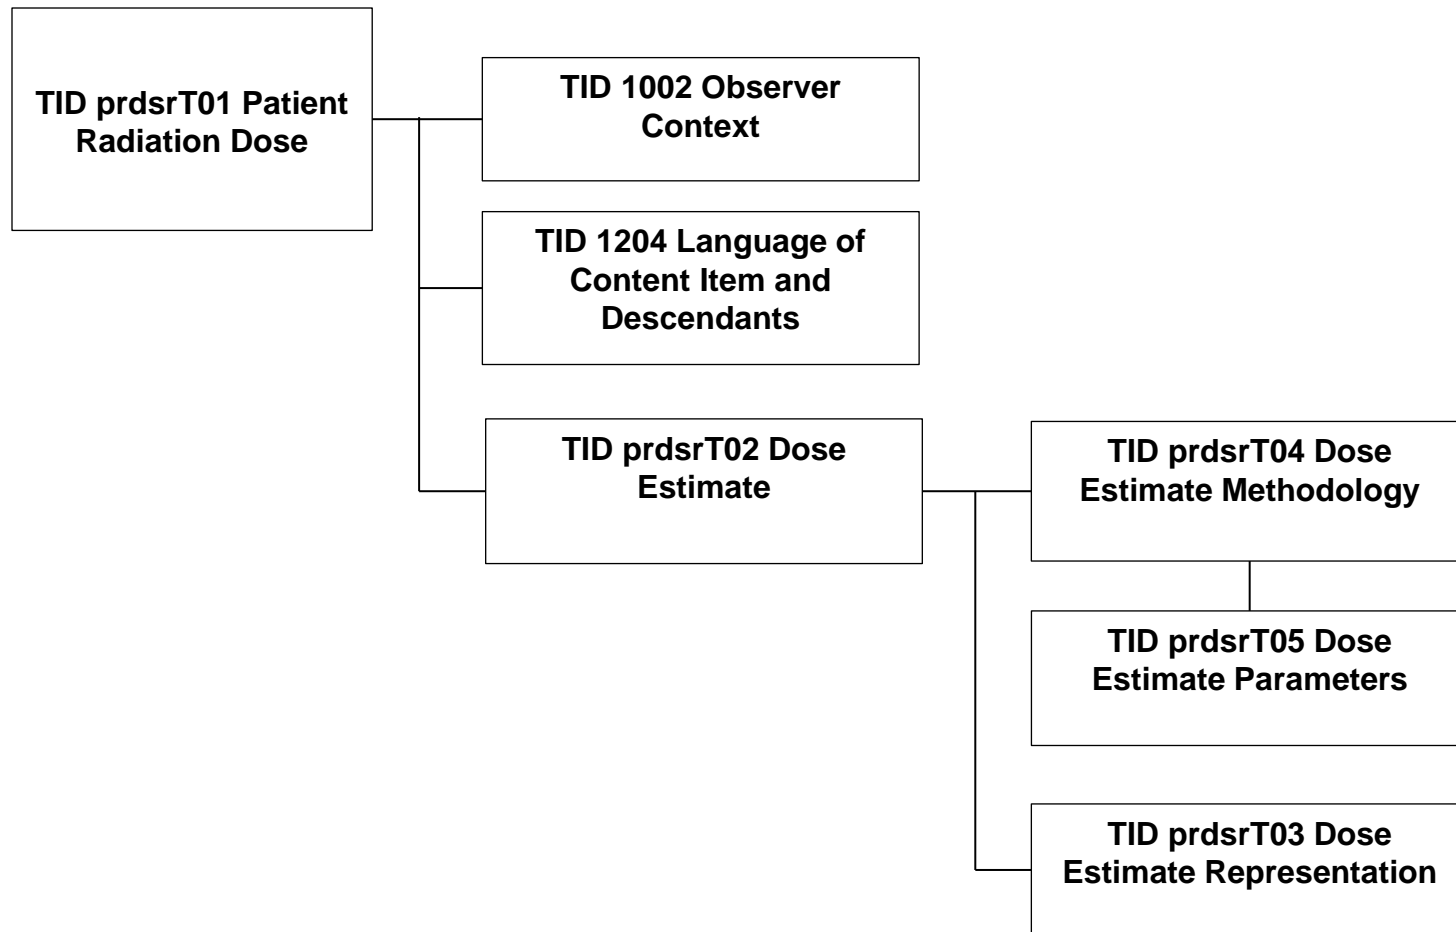 TID prdsrT01 Patient
Radiation Dose
TID 1002 Observer
Context
TID 1204 Language of
Content Item and
Descendants
TID prdsrT02 Dose
Estimate
TID prdsrT04 Dose
Estimate Methodology
TID prdsrT05 Dose
Estimate Parameters
TID prdsrT03 Dose
Estimate Representation